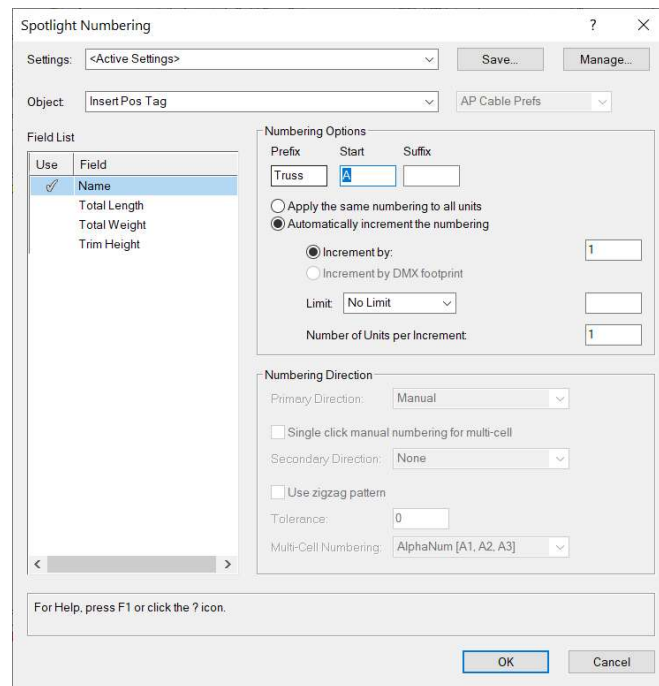 Spotlight Numbering ?
Settings: <Active Settings> Save... Manage...
Object: Insert Pos Tag AP Cable Prefs
Field List
Use Field
Name
Total Length
Total Weight
Trim Height
Numbering Options
Prefix Start Suffix
Truss A
Apply the same numbering to all units
Automatically increment the numbering
Increment by: 1
Increment by DMX footprint
Limit: No Limit
Number of Units per Increment: 1
Numbering Direction
Primary Direction: Manual
Single click manual numbering for multi-cell
Secondary Direction: None
Use zigzag pattern
Tolerance: 0
Multi-Cell Numbering: AlphaNum [A1, A2, A3]
For Help, press F1 or click the ? icon.
OK Cancel